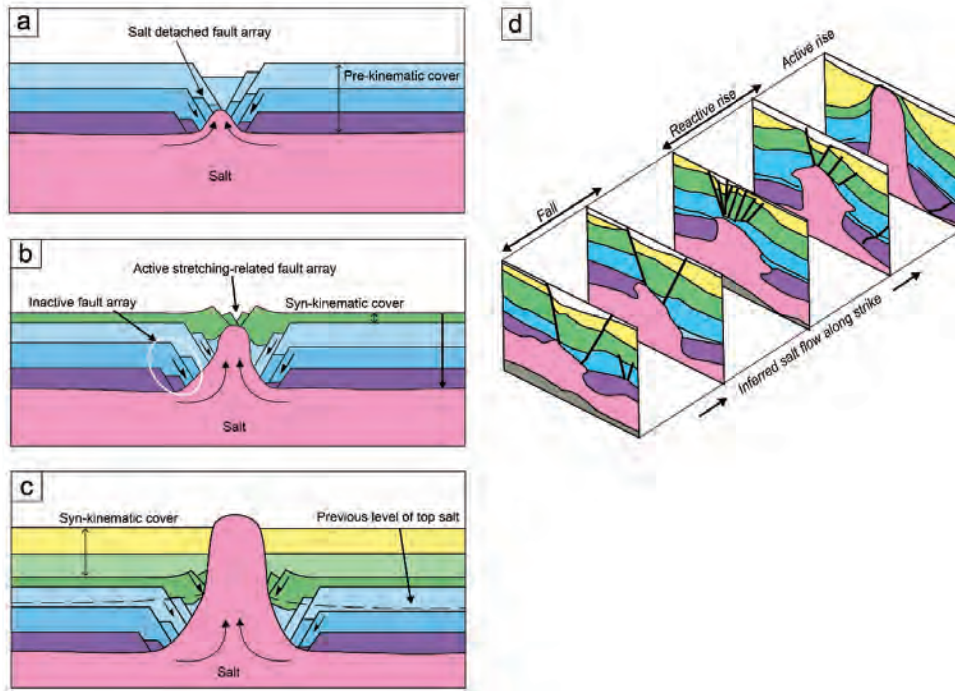 a
Salt detached fault array
Pre-kinematic cover
Salt
b
Active stretching-related fault array
Inactive fault array
Syn-kinematic cover
Salt
c
Syn-kinematic cover
Previous level of top salt
Salt
d
Active rise
Reactive rise
Fall
Inferred salt flow along strike